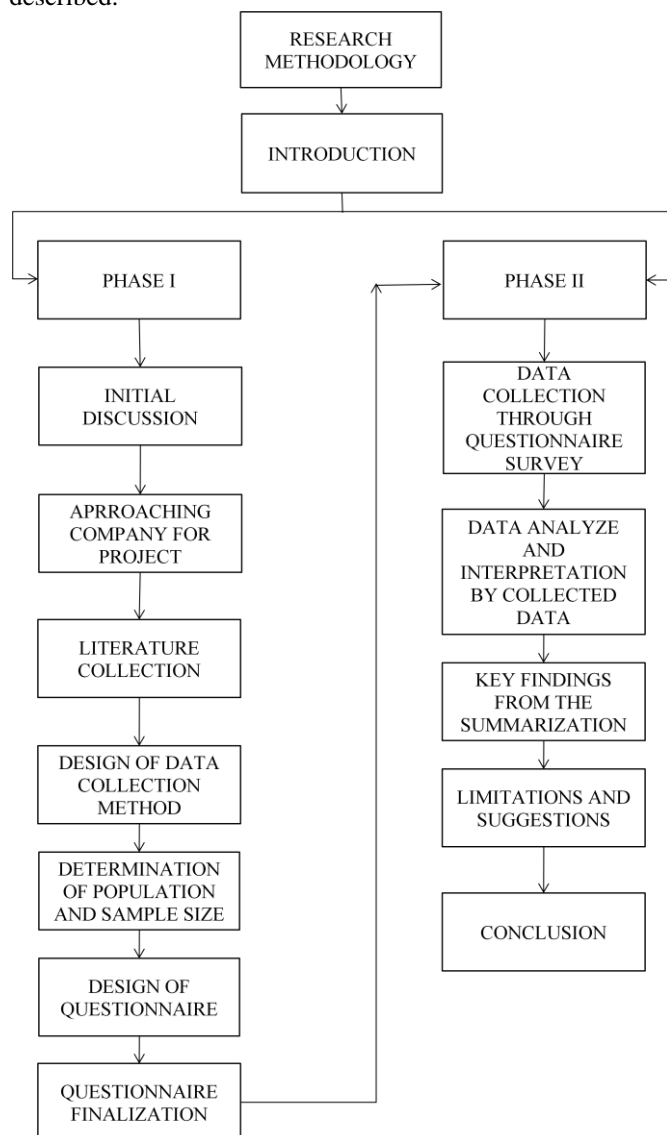 described.
RESEARCH
METHODOLOGY
INTRODUCTION
PHASE I
INITIAL
DISCUSSION
APRROACHING
COMPANY FOR
PROJECT
LITERATURE
COLLECTION
DESIGN OF DATA
COLLECTION
METHOD
DETERMINATION
OF POPULATION
AND SAMPLE SIZE
DESIGN OF
QUESTIONNAIRE
QUESTIONNAIRE
FINALIZATION
PHASE II
DATA
COLLECTION
THROUGH
QUESTIONNAIRE
SURVEY
DATA ANALYZE
AND
INTERPRETATION
BY COLLECTED
DATA
KEY FINDINGS
FROM THE
SUMMARIZATION
LIMITATIONS AND
SUGGESTIONS
CONCLUSION